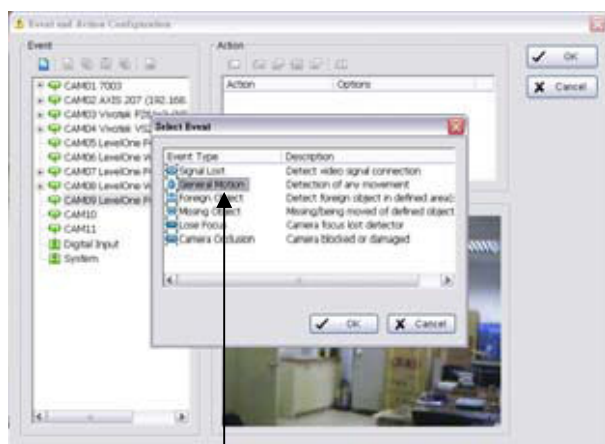 Event and Action Configuration
Event
Action
OK
Cancel
Action Options
CAM01 7003
CAM02 AXIS 207 (192.168.
CAM03 Vivotek
CAM04 Vivotek
CAM05 LevelOne
CAM06 LevelOne
CAM07 LevelOne
CAM08 LevelOne
CAM09 LevelOne
CAM10
CAM11
Digital Input
System
Select Event
Event Type Description
Signal Lost Detect video signal connection
General Motion Detection of any movement
Foreign Object Detect foreign object in defined area(
Missing Object Missing/being moved of defined object
Lose Focus Camera focus lost detector
Camera Occlusion Camera blocked or damaged
OK Cancel